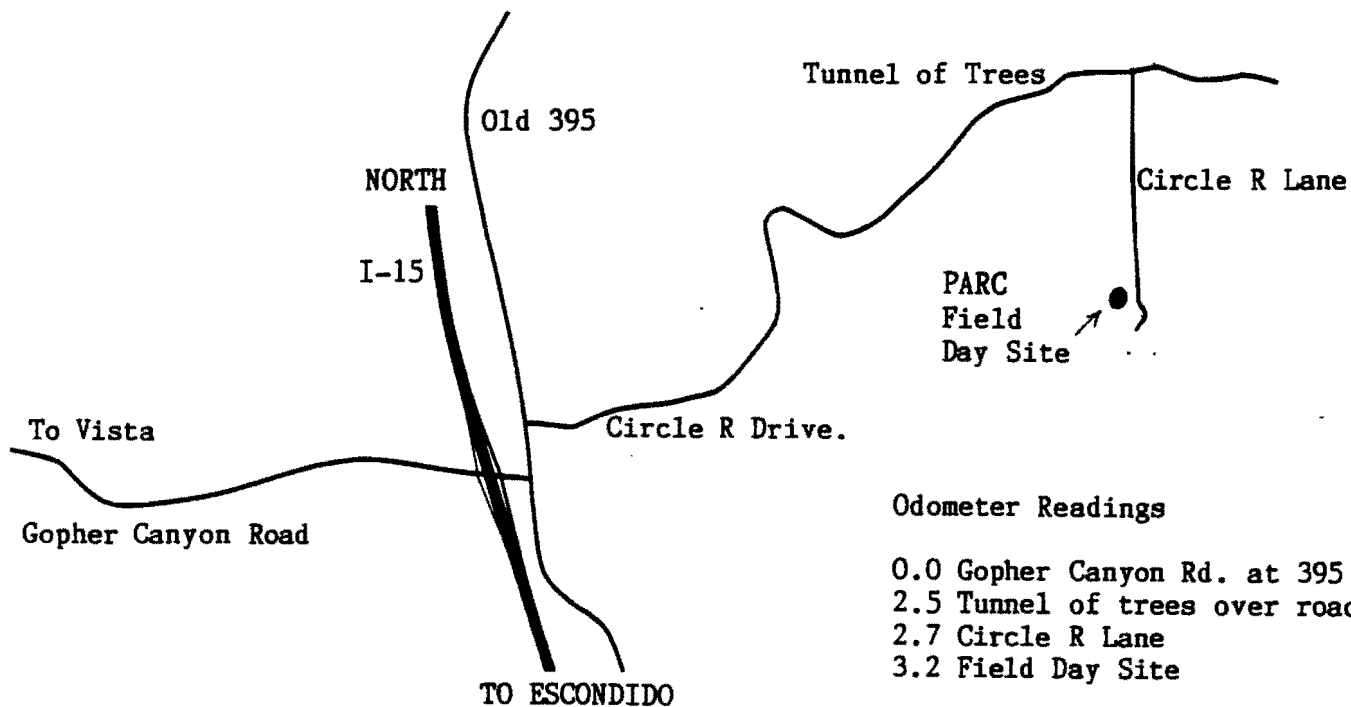 Tunnel of Trees
Old 395
NORTH
Circle R Lane
I-15
PARC
Field
Day Site
To Vista
Circle R Drive.
Gopher Canyon Road
Odometer Readings
0.0 Gopher Canyon Rd. at 395
2.5 Tunnel of trees over road
2.7 Circle R Lane
3.2 Field Day Site
TO ESCONDIDO